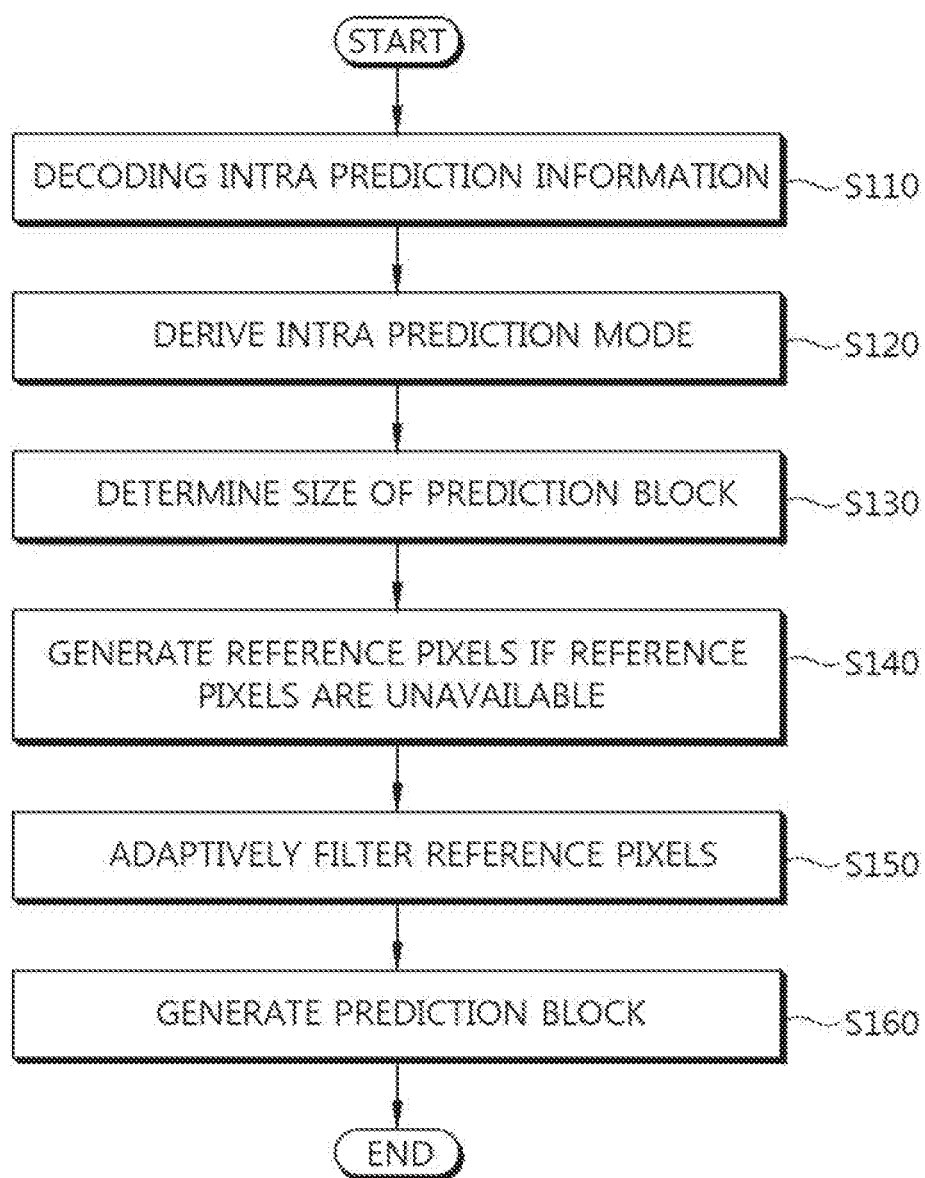 START
DECODING INTRA PREDICTION INFORMATION
S110
DERIVE INTRA PREDICTION MODE
S120
DETERMINE SIZE OF PREDICTION BLOCK
S130
GENERATE REFERENCE PIXELS IF REFERENCE
PIXELS ARE UNAVAILABLE
S140
ADAPTIVELY FILTER REFERENCE PIXELS
S150
GENERATE PREDICTION BLOCK
S160
END